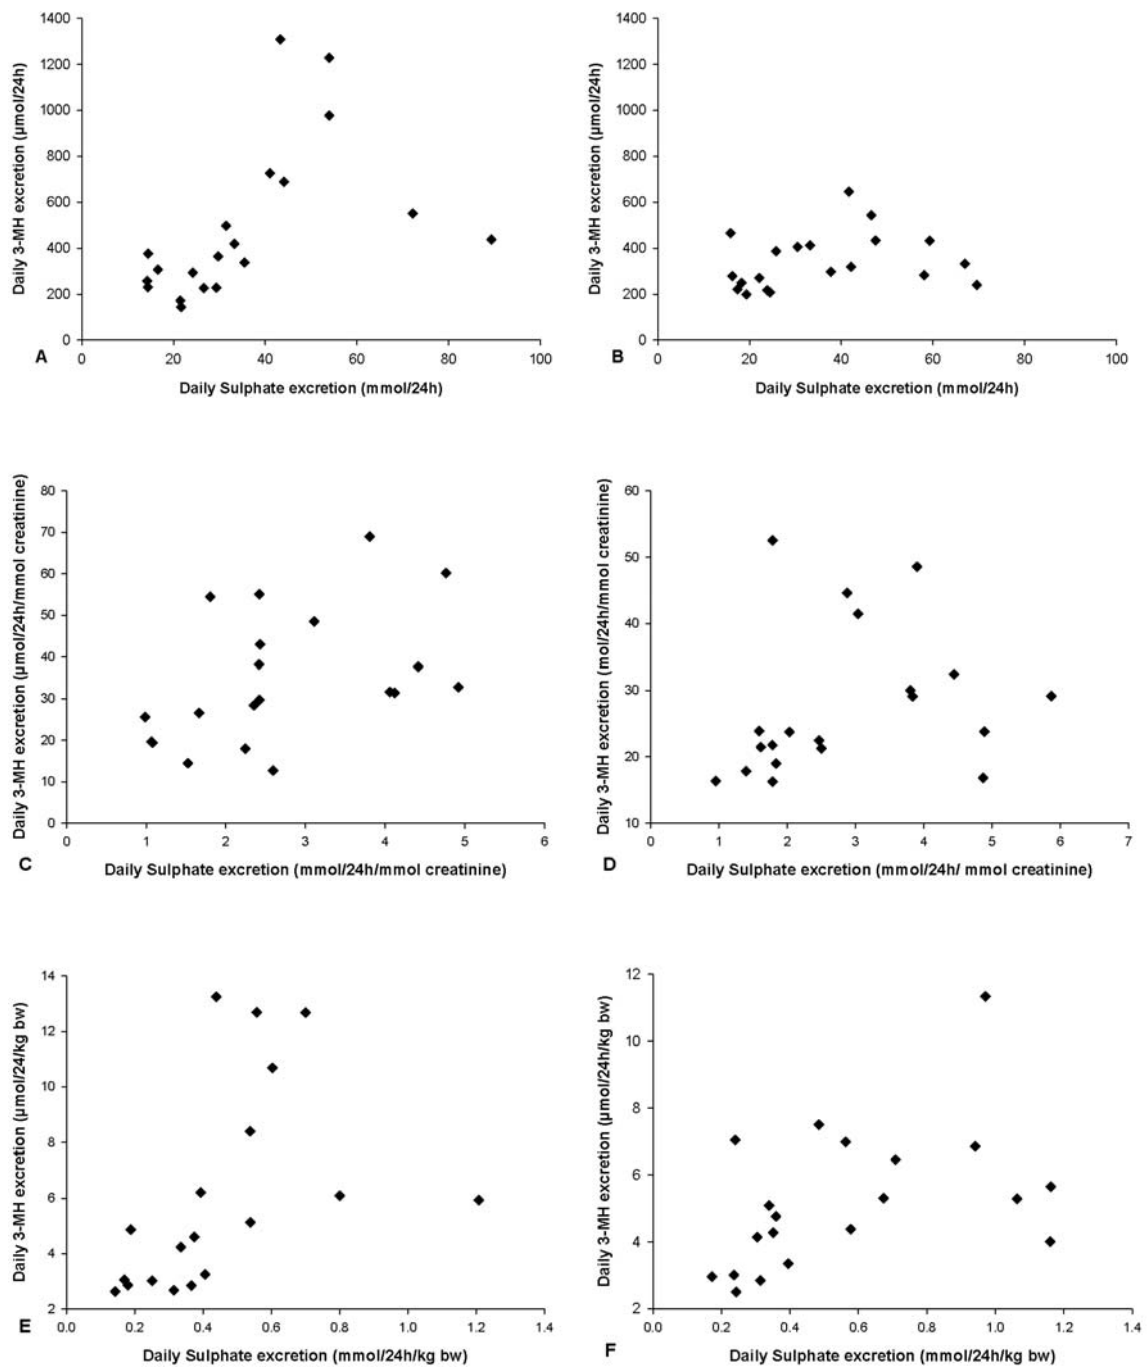 1400
1200
1000
800
600
400
200
0
0 20 40 60 80 100
Daily 3-MH excretion (µmol/24h)
Daily Sulphate excretion (mmol/24h)
A
1400
1200
1000
800
600
400
200
0
0 20 40 60 80 100
Daily 3-MH excretion (µmol/24h)
Daily Sulphate excretion (mmol/24h)
B
80
70
60
50
40
30
20
10
0
0 1 2 3 4 5 6
Daily 3-MH excretion (µmol/24h/mmol creatinine)
Daily Sulphate excretion (mmol/24h/mmol creatinine)
C
60
50
40
30
20
10
0 1 2 3 4 5 6 7
Daily 3-MH excretion (mol/24h/mmol creatinine)
Daily Sulphate excretion (mmol/24h/ mmol creatinine)
D
14
12
10
8
6
4
2
0.0 0.2 0.4 0.6 0.8 1.0 1.2 1.4
Daily 3-MH excretion (µmol/24/kg bw)
Daily Sulphate excretion (mmol/24h/kg bw)
E
12
10
8
6
4
2
0.0 0.2 0.4 0.6 0.8 1.0 1.2 1.4
Daily 3-MH excretion (µmol/24h/kg bw)
Daily Sulphate excretion (mmol/24h/kg bw)
F